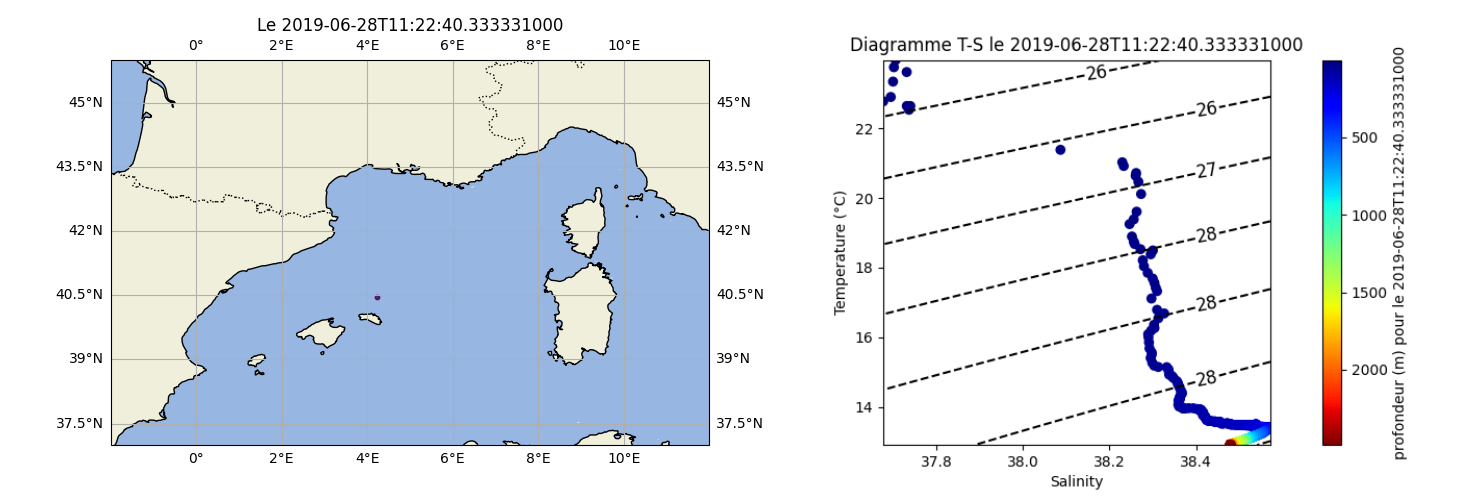 Le 2019-06-28T11:22:40.333331000
0° 2°E 4°E 6°E 8°E 10°E
45°N 45°N
43.5°N 43.5°N
42°N 42°N
40.5°N 40.5°N
39°N 39°N
37.5°N 37.5°N
0° 2°E 4°E 6°E 8°E 10°E
Diagramme T-S le 2019-06-28T11:22:40.333331000
Temperature (°C)
22
20
18
16
14
26
26
27
28
28
28
37.8 38.0 38.2 38.4
Salinity
500
1000
1500
2000
profondeur (m) pour le 2019-06-28T11:22:40.333331000